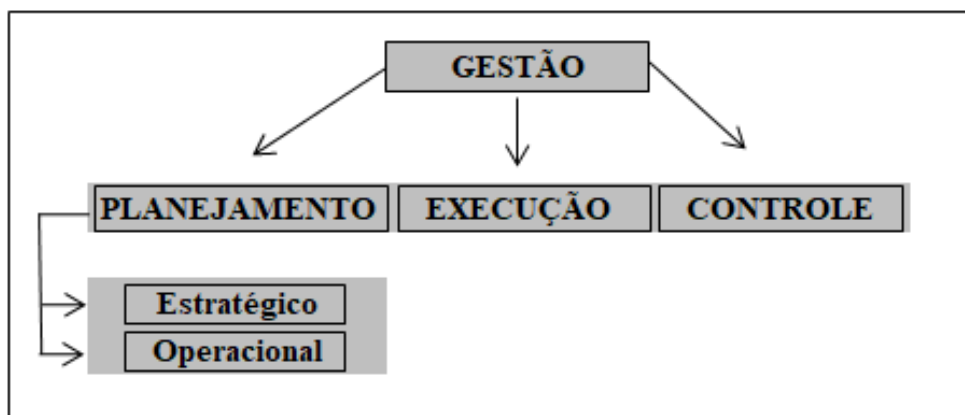 GESTÃO
PLANEJAMENTO EXECUÇÃO CONTROLE
Estratégico
Operacional